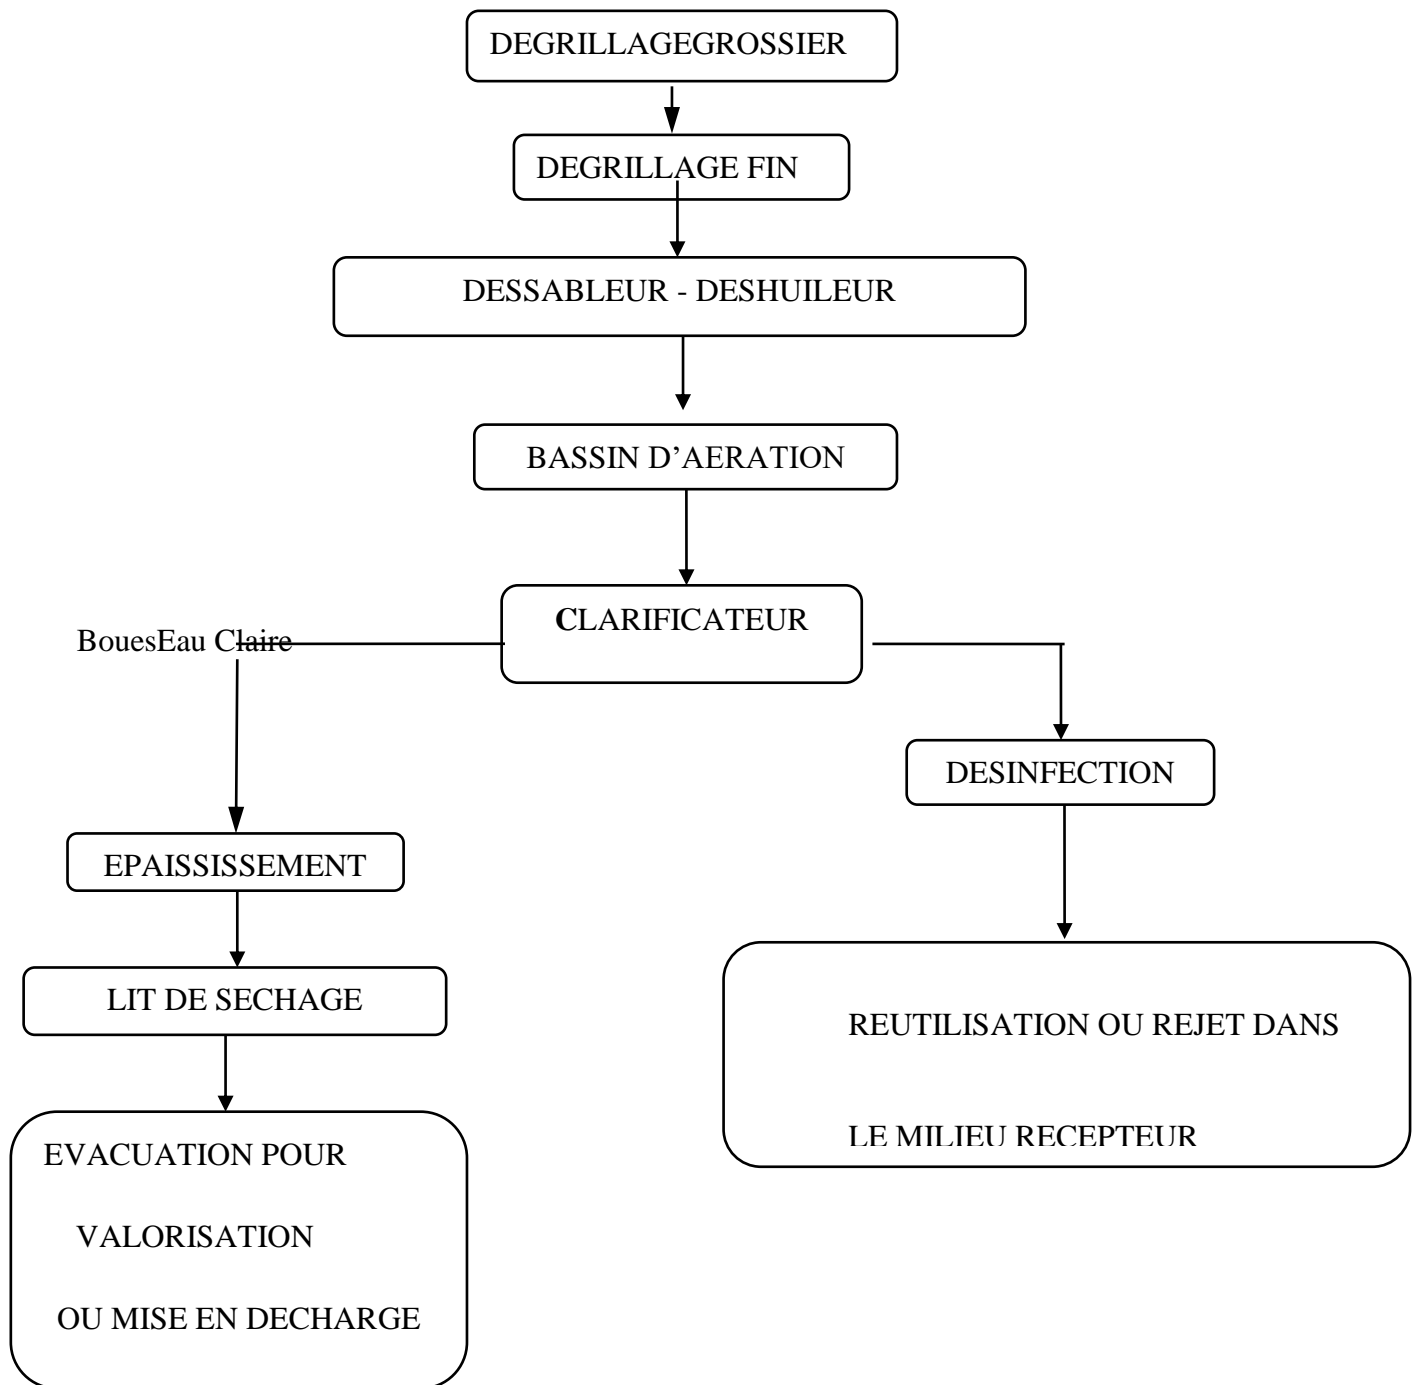 DEGRILLAGEGROSSIER
DEGRILLAGE FIN
DESSABLEUR - DESHUILEUR
BASSIN D’AERATION
CLARIFICATEUR
BouesEau Claire
DESINFECTION
EPAISSISSEMENT
LIT DE SECHAGE
REUTILISATION OU REJET DANS
LE MILIEU RECEPTEUR
EVACUATION POUR
VALORISATION
OU MISE EN DECHARGE